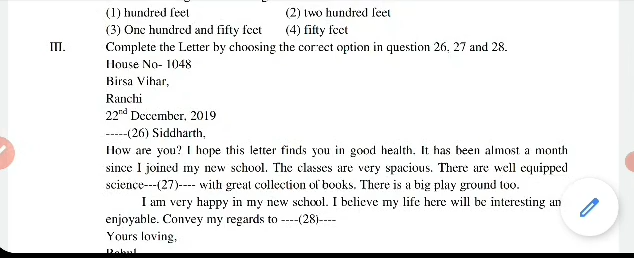 (1) hundred feet (2) two hundred feet
(3) One hundred and fifty feet (4) fifty feet
III. Complete the Letter by choosing the correct option in question 26, 27 and 28.
House No- 1048
Birsa Vihar,
Ranchi
22nd December, 2019
-----(26) Siddharth,
How are you? I hope this letter finds you in good health. It has been almost a month
since I joined my new school. The classes are very spacious. There are well equipped
science---(27)---- with great collection of books. There is a big play ground too.
I am very happy in my new school. I believe my life here will be interesting an
enjoyable. Convey my regards to ----(28)----
Yours loving,